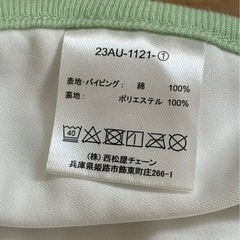 23AU-1121-①
表地・パイピング： 綿 100%
裏地： ポリエステル 100%
40
(株) 西松屋チェーン
兵庫県姫路市飾東町庄266-1